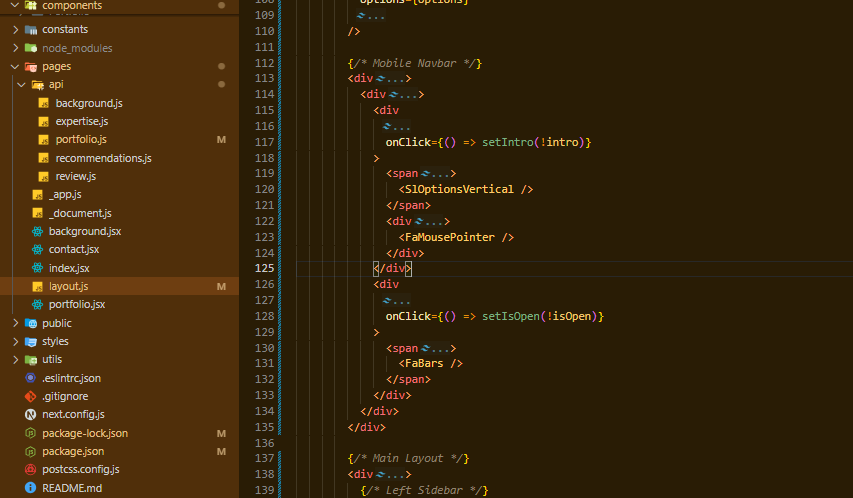 components
constants
node_modules
pages
api
background.js
expertise.js
portfolio.js M
recommendations.js
review.js
_app.js
_document.js
background.jsx
contact.jsx
index.jsx
layout.js M
portfolio.jsx
public
styles
utils
.eslintrc.json
.gitignore
next.config.js
package-lock.json M
package.json M
postcss.config.js
README.md
108 options={options}
109 ...
110 />
111
112 {/* Mobile Navbar */}
113 <div ...>
114 <div ...>
115 <div
116 ...
117 onClick={() => setIntro(!intro)}
118 >
119 <span ...>
120 <SlOptionsVertical />
121 </span>
122 <div ...>
123 <FaMousePointer />
124 </div>
125 </div>
126 <div
127 ...
128 onClick={() => setIsOpen(!isOpen)}
129 >
130 <span ...>
131 <FaBars />
132 </span>
133 </div>
134 </div>
135 </div>
136
137 {/* Main Layout */}
138 <div ...>
139 {/* Left Sidebar */}